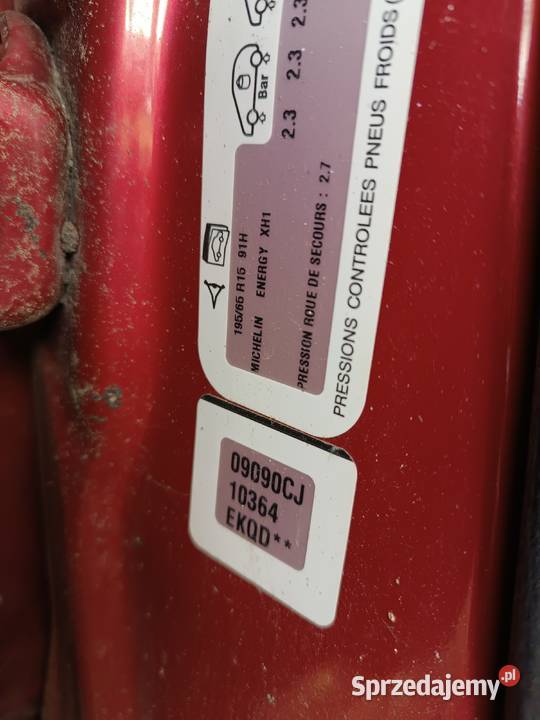 Bar
2.3 2.3 2.3
195/65 R15 91H
MICHELIN ENERGY XH1
PRESSION ROUE DE SECOURS : 2.7
PRESSIONS CONTROLEES PNEUS FROIDS (
09090CJ
10364
EKQD**
Sprzedajemy.pl